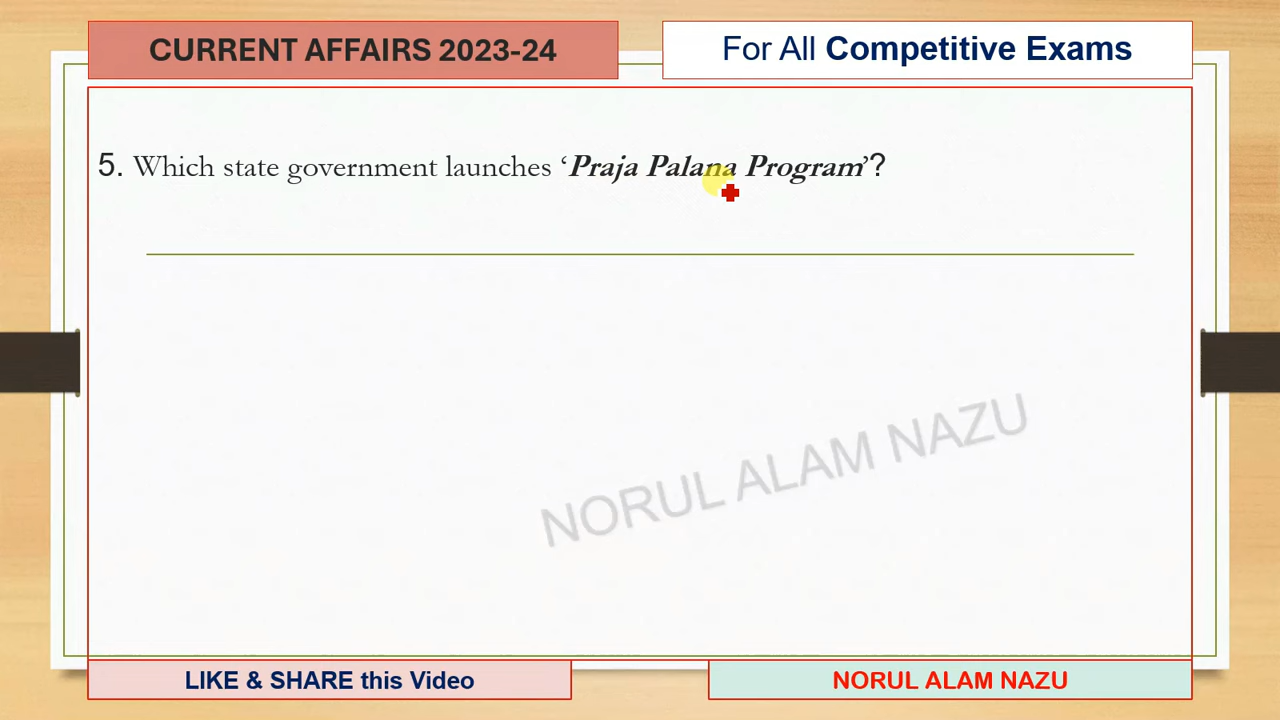 CURRENT AFFAIRS 2023-24
For All Competitive Exams
5. Which state government launches ‘Praja Palana Program’?
NORUL ALAM NAZU
LIKE & SHARE this Video
NORUL ALAM NAZU